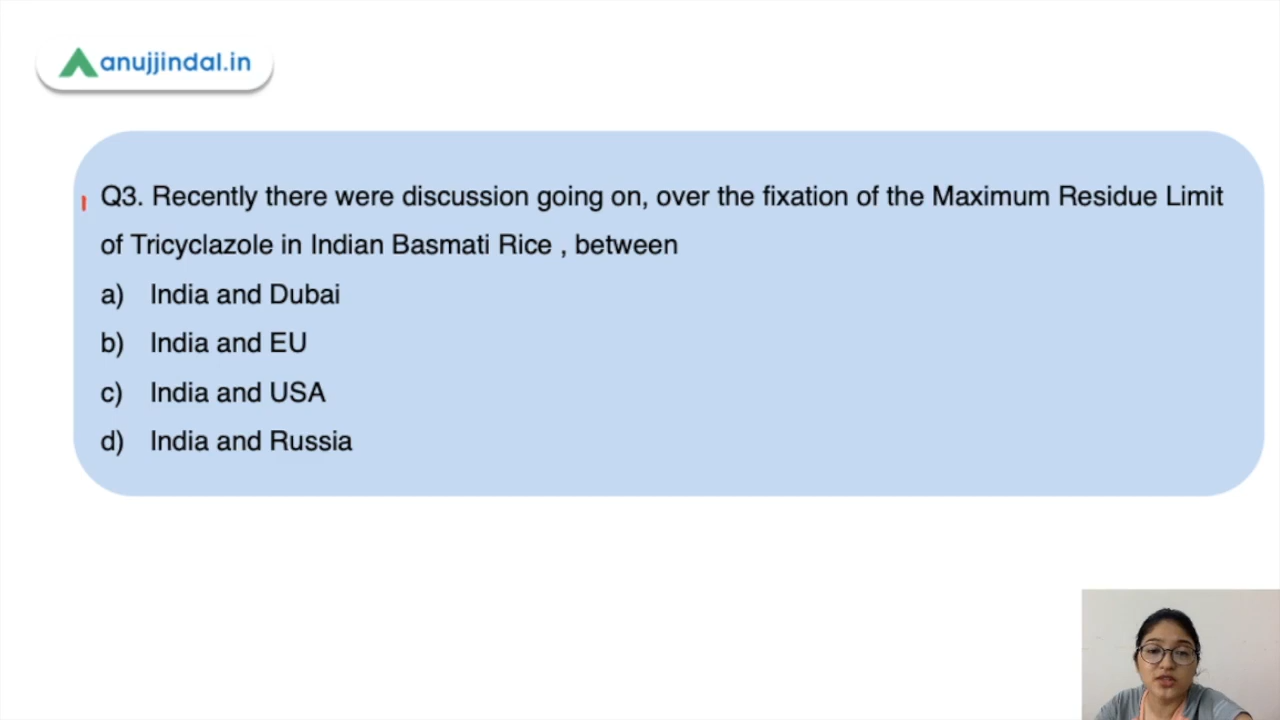 anujjindal.in
Q3. Recently there were discussion going on, over the fixation of the Maximum Residue Limit
of Tricyclazole in Indian Basmati Rice , between
a) India and Dubai
b) India and EU
c) India and USA
d) India and Russia